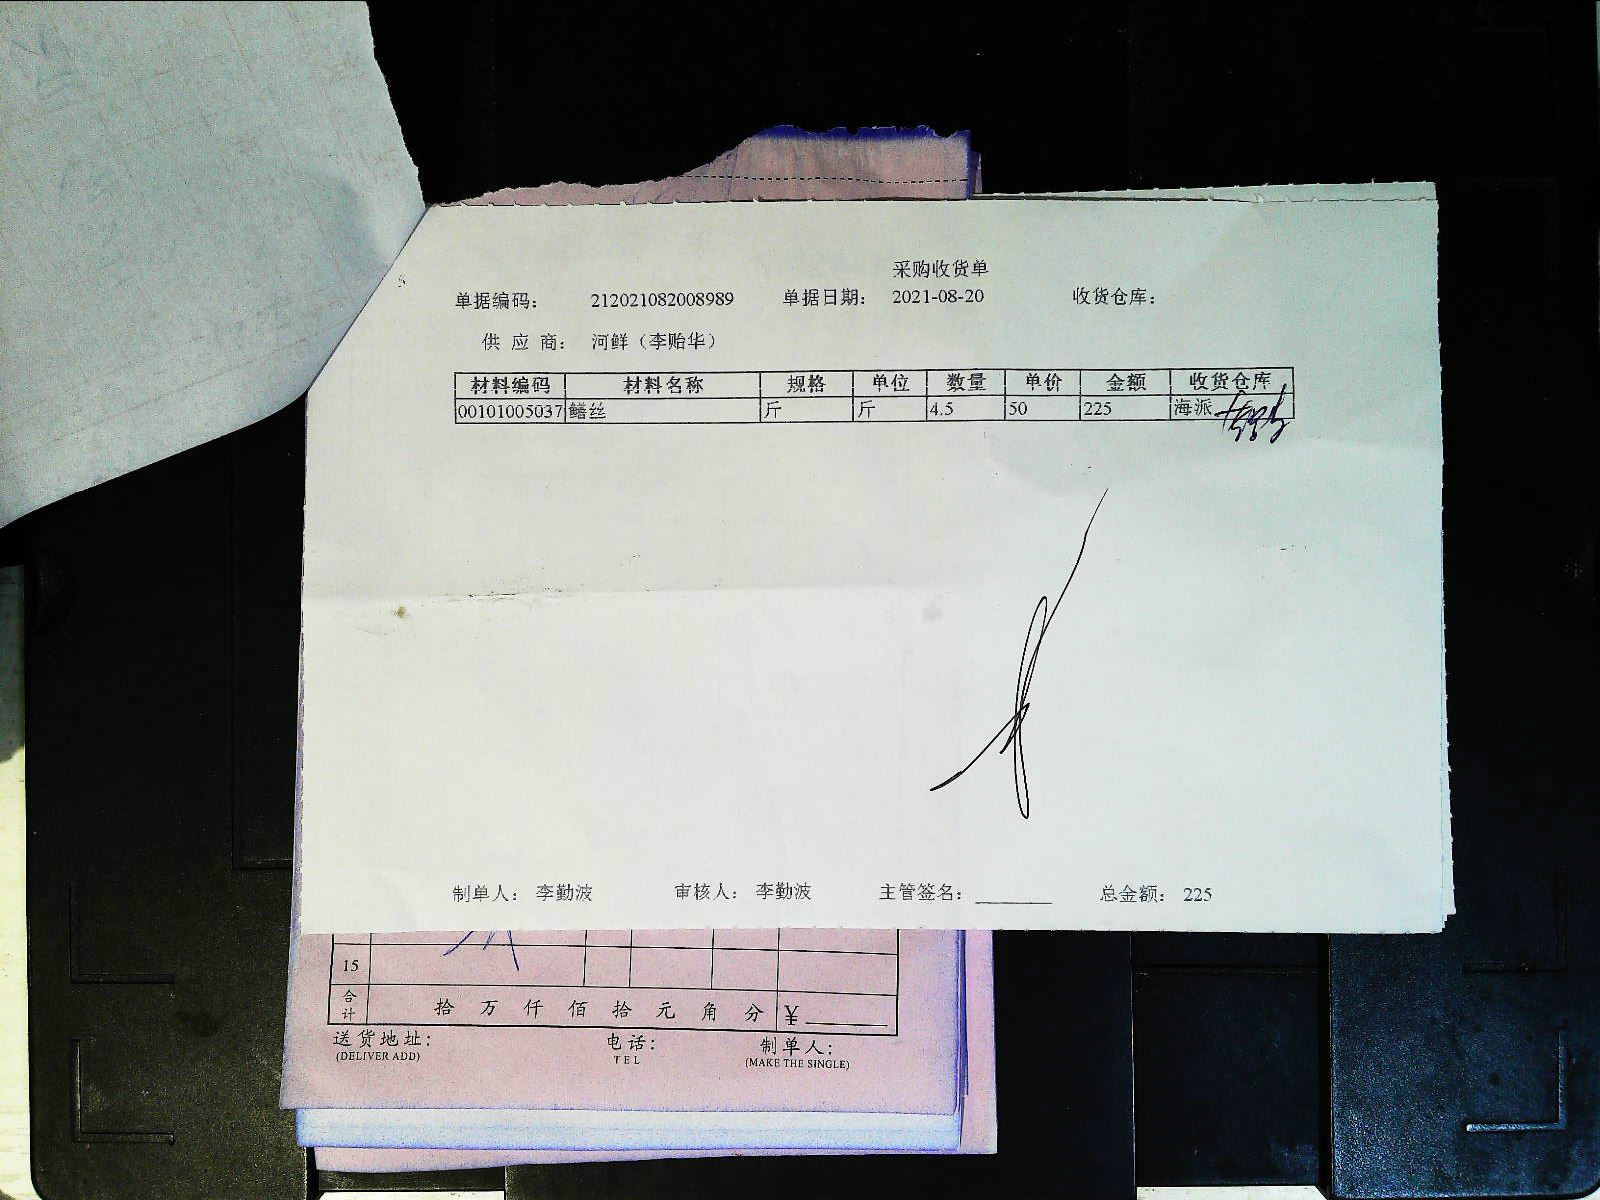 采购收货单
单据编码： 212021082008989 单据日期： 2021-08-20 收货仓库：
供 应 商： 河鲜（李贻华）
材料编码 材料名称 规格 单位 数量 单价 金额 收货仓库
00101005037 鳝丝 斤 斤 4.5 50 225 海派
制单人： 李勤波 审核人： 李勤波 主管签名： 总金额： 225
15
合计 拾 万 仟 佰 拾 元 角 分 ¥
送货地址： 电话： 制单人：
(DELIVER ADD) TEL (MAKE THE SINGLE)